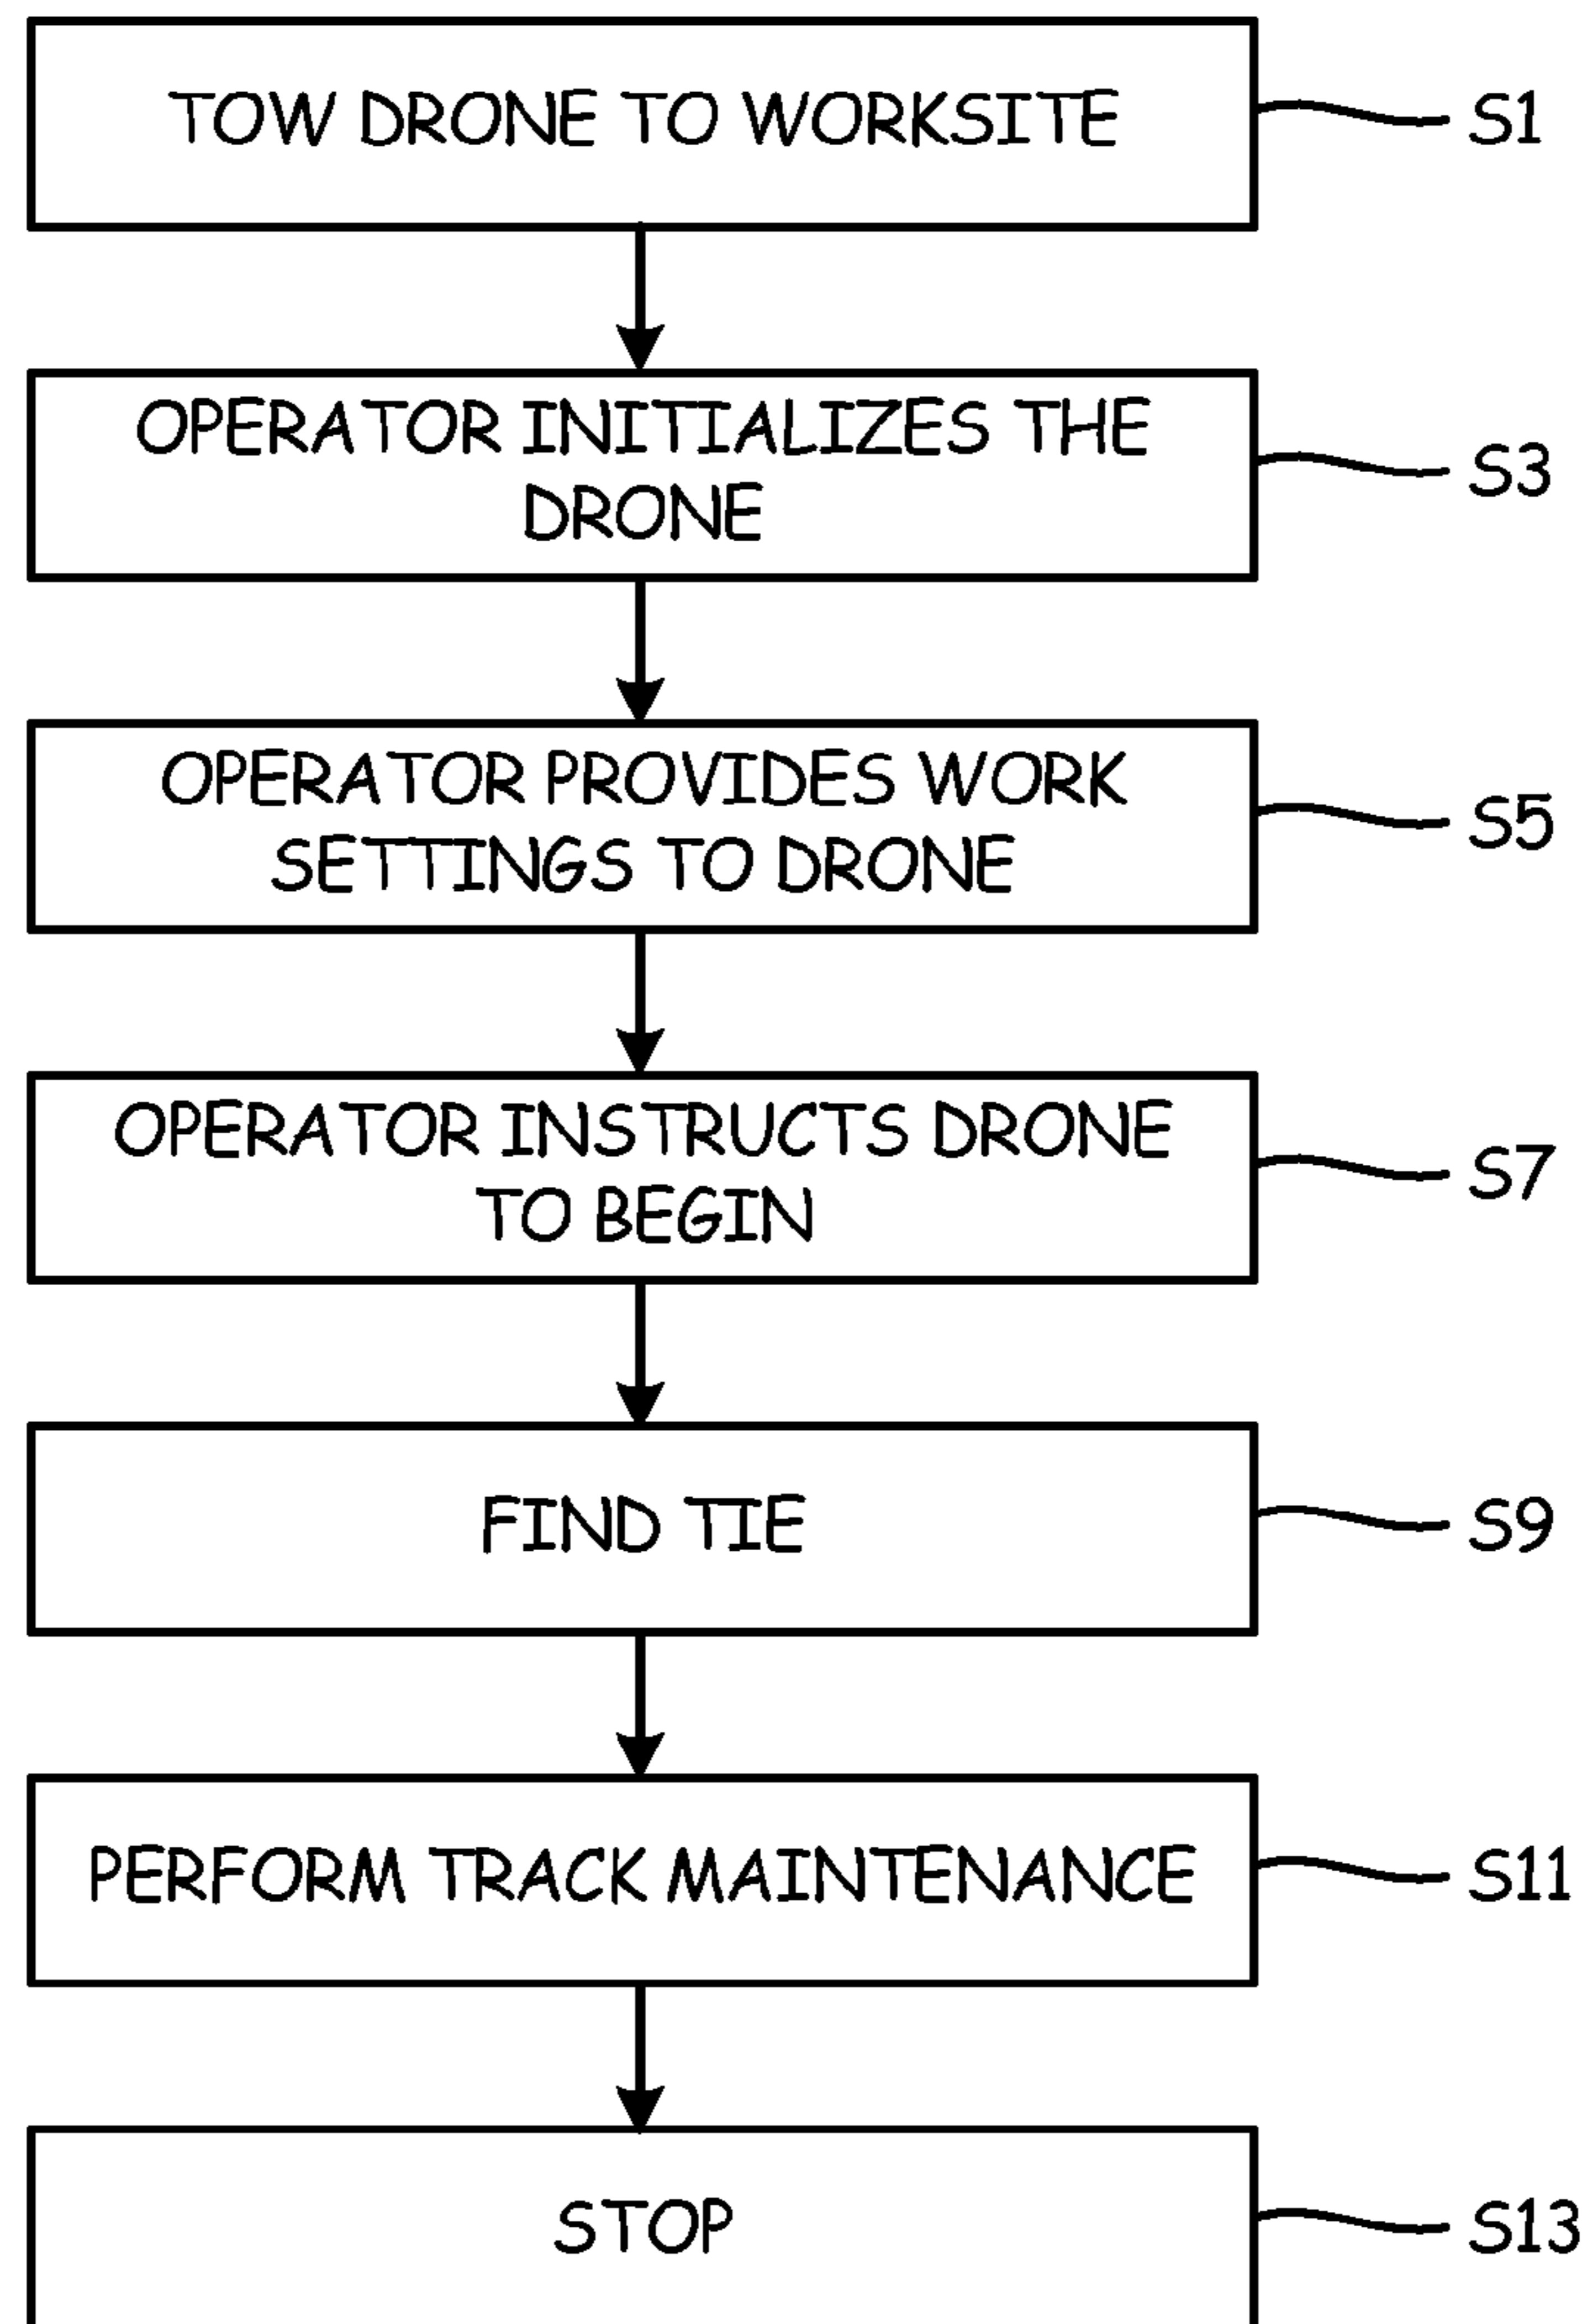 TOW DRONE TO WORKSITE
S1
OPERATOR INITIALIZES THE
DRONE
S3
OPERATOR PROVIDES WORK
SETTINGS TO DRONE
S5
OPERATOR INSTRUCTS DRONE
TO BEGIN
S7
FIND TIE
S9
PERFORM TRACK MAINTENANCE
S11
STOP
S13